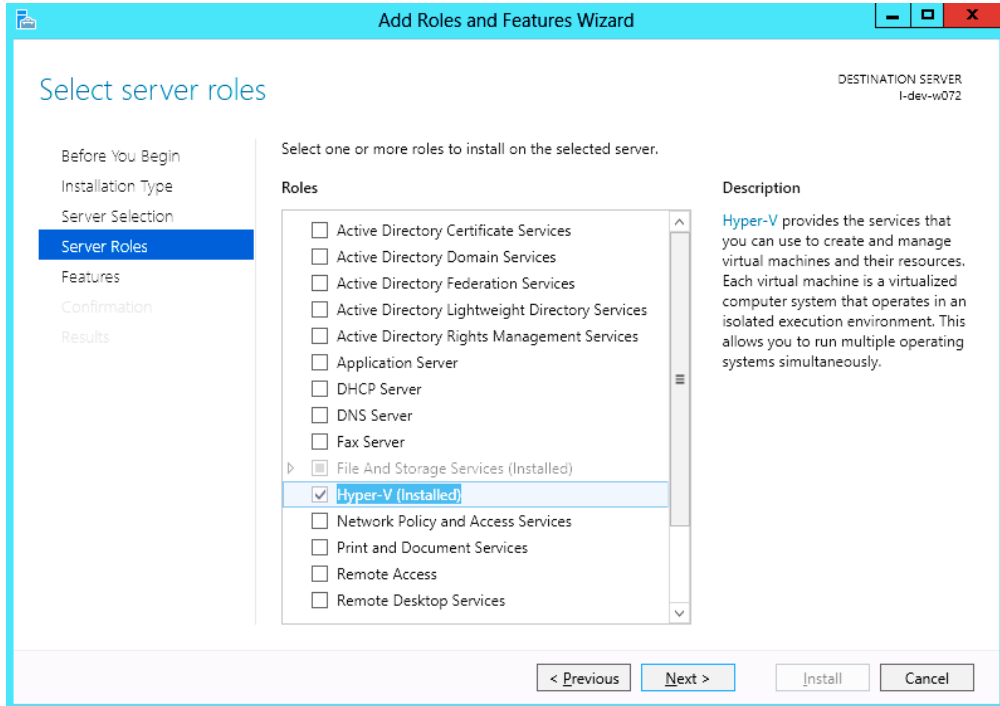 Add Roles and Features Wizard
Select server roles
DESTINATION SERVER
l-dev-w072
Before You Begin
Installation Type
Server Selection
Server Roles
Features
Confirmation
Results
Select one or more roles to install on the selected server.
Roles
Active Directory Certificate Services
Active Directory Domain Services
Active Directory Federation Services
Active Directory Lightweight Directory Services
Active Directory Rights Management Services
Application Server
DHCP Server
DNS Server
Fax Server
File And Storage Services (Installed)
Hyper-V (Installed)
Network Policy and Access Services
Print and Document Services
Remote Access
Remote Desktop Services
Description
Hyper-V provides the services that
you can use to create and manage
virtual machines and their resources.
Each virtual machine is a virtualized
computer system that operates in an
isolated execution environment. This
allows you to run multiple operating
systems simultaneously.
< Previous
Next >
Install
Cancel